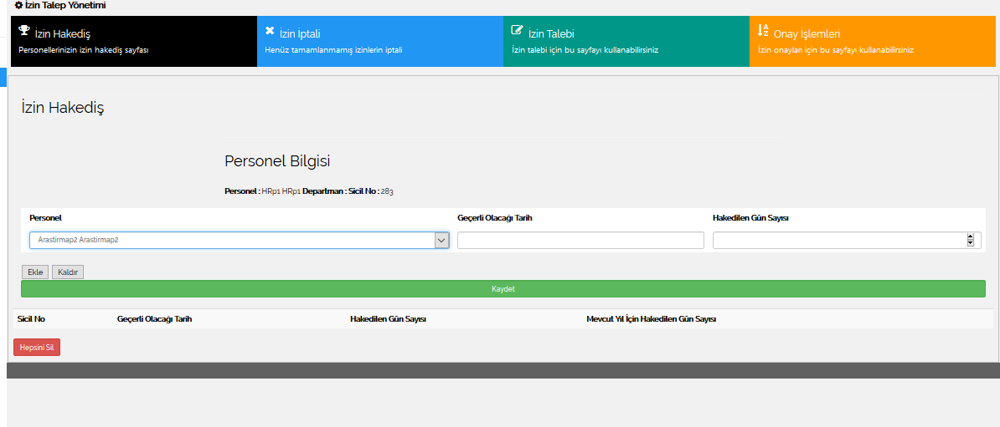 İzin Talep Yönetimi
İzin Hakediş
Personellerinizin izin hakediş sayfası
İzin İptali
Henüz tamamlanmamış izinlerin iptali
İzin Talebi
İzin talebi için bu sayfayı kullanabilirsiniz
Onay İşlemleri
İzin onayları için bu sayfayı kullanabilirsiniz
İzin Hakediş
Personel Bilgisi
Personel : HRp1 HRp1 Departman : Sicil No : 283
Personel Geçerli Olacağı Tarih Hakedilen Gün Sayısı
Arastirmap2 Arastirmap2
Ekle Kaldır
Kaydet
Sicil No Geçerli Olacağı Tarih Hakedilen Gün Sayısı Mevcut Yıl İçin Hakedilen Gün Sayısı
Hepsini Sil